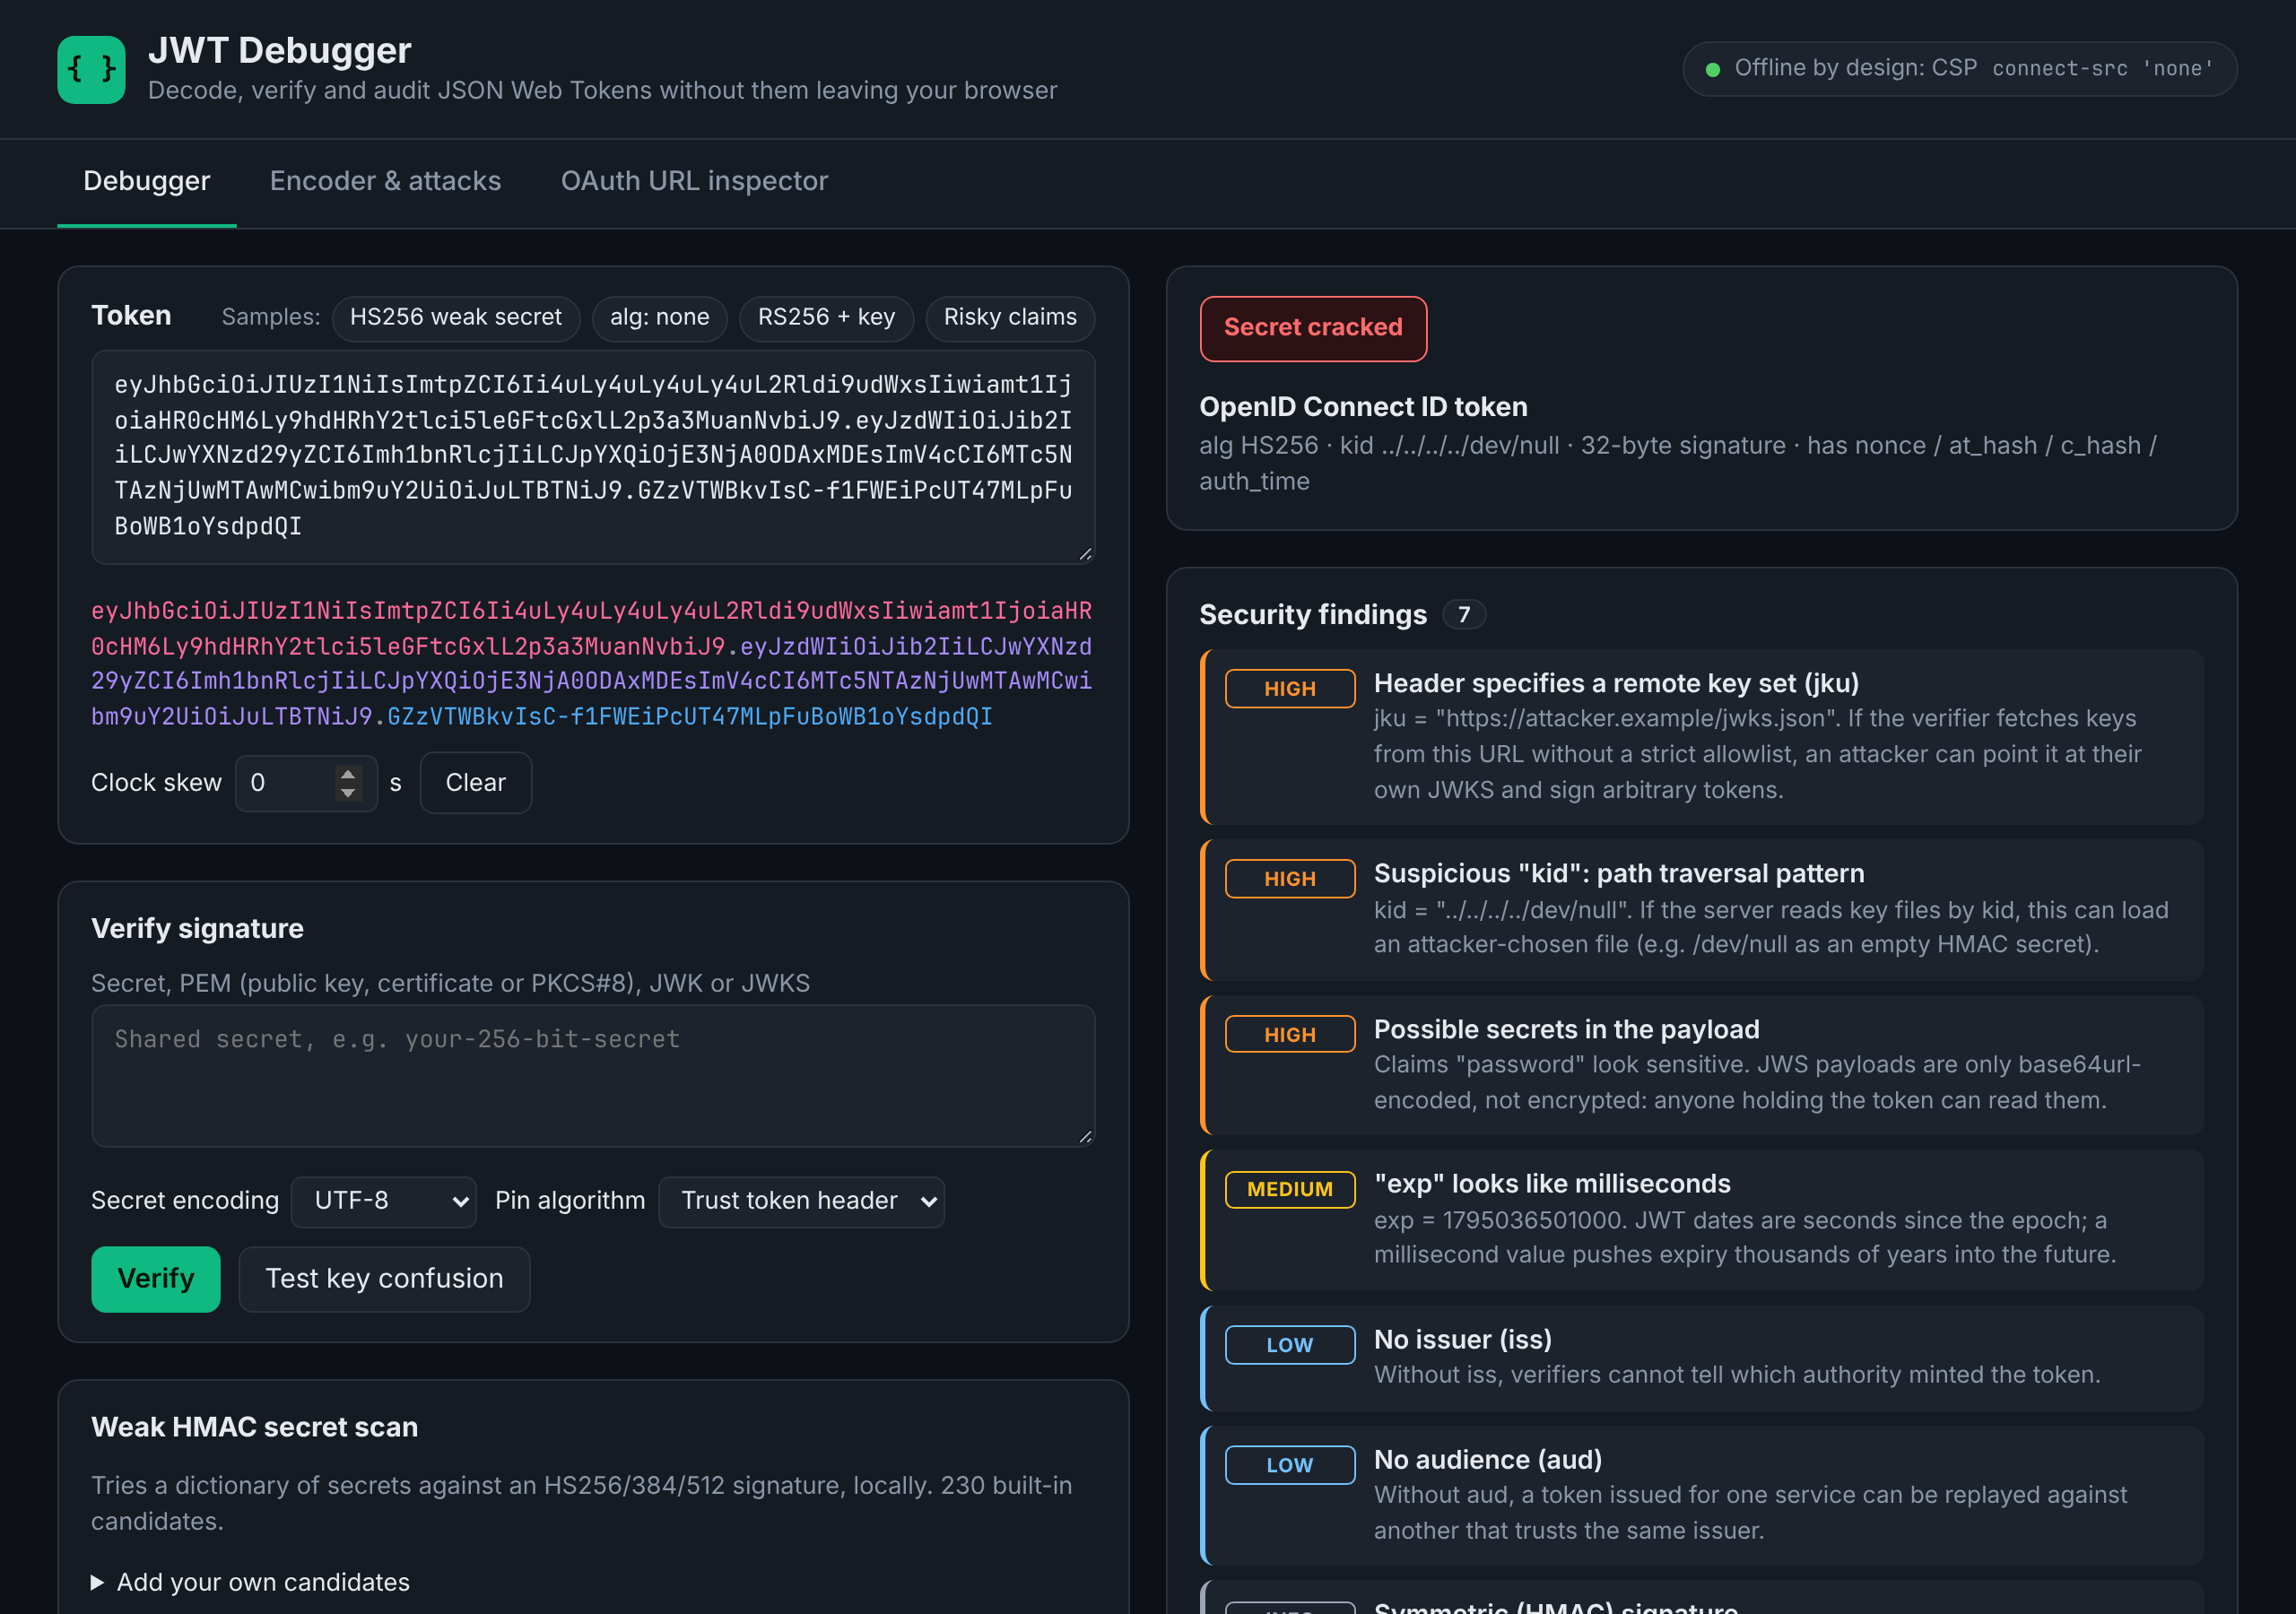 { }
JWT Debugger
Decode, verify and audit JSON Web Tokens without them leaving your browser
Offline by design: CSP connect-src 'none'
Debugger
Encoder & attacks
OAuth URL inspector
Token
Samples:
HS256 weak secret
alg: none
RS256 + key
Risky claims
eyJhbGciOiJIUzI1NiIsImtpZCI6Ii4uLy4uLy4uLy4uL2Rldi9udWxsIiwiamt1Ij
oiaHR0cHM6Ly9hdHRhY2tlci5leGFtcGxlL2p3a3MuanNvbiJ9.eyJzdWIiOiJib2I
iLCJwYXNzd29yZCI6Imh1bnRlcjIiLCJpYXQiOjE3NjA0ODAxMDEsImV4cCI6MTc5N
TAzNjUwMTAwMCwibm9uY2UiOiJuLTBTNiJ9.GZzVTWBkvIsC-f1FWEiPcUT47MLpFu
BoWB1oYsdpdQI
eyJhbGciOiJIUzI1NiIsImtpZCI6Ii4uLy4uLy4uLy4uL2Rldi9udWxsIiwiamt1IjoiaHR
0cHM6Ly9hdHRhY2tlci5leGFtcGxlL2p3a3MuanNvbiJ9.eyJzdWIiOiJib2IiLCJwYXNzd
29yZCI6Imh1bnRlcjIiLCJpYXQiOjE3NjA0ODAxMDEsImV4cCI6MTc5NTAzNjUwMTAwMCwi
bm9uY2UiOiJuLTBTNiJ9.GZzVTWBkvIsC-f1FWEiPcUT47MLpFuBoWB1oYsdpdQI
Clock skew
0
s
Clear
Verify signature
Secret, PEM (public key, certificate or PKCS#8), JWK or JWKS
Shared secret, e.g. your-256-bit-secret
Secret encoding
UTF-8
Pin algorithm
Trust token header
Verify
Test key confusion
Weak HMAC secret scan
Tries a dictionary of secrets against an HS256/384/512 signature, locally. 230 built-in
candidates.
Add your own candidates
Secret cracked
OpenID Connect ID token
alg HS256 · kid ../../../../dev/null · 32-byte signature · has nonce / at_hash / c_hash /
auth_time
Security findings 7
HIGH
Header specifies a remote key set (jku)
jku = "https://attacker.example/jwks.json". If the verifier fetches keys
from this URL without a strict allowlist, an attacker can point it at their
own JWKS and sign arbitrary tokens.
HIGH
Suspicious "kid": path traversal pattern
kid = "../../../../dev/null". If the server reads key files by kid, this can load
an attacker-chosen file (e.g. /dev/null as an empty HMAC secret).
HIGH
Possible secrets in the payload
Claims "password" look sensitive. JWS payloads are only base64url-
encoded, not encrypted: anyone holding the token can read them.
MEDIUM
"exp" looks like milliseconds
exp = 1795036501000. JWT dates are seconds since the epoch; a
millisecond value pushes expiry thousands of years into the future.
LOW
No issuer (iss)
Without iss, verifiers cannot tell which authority minted the token.
LOW
No audience (aud)
Without aud, a token issued for one service can be replayed against
another that trusts the same issuer.
INFO
Symmetric (HMAC) signature